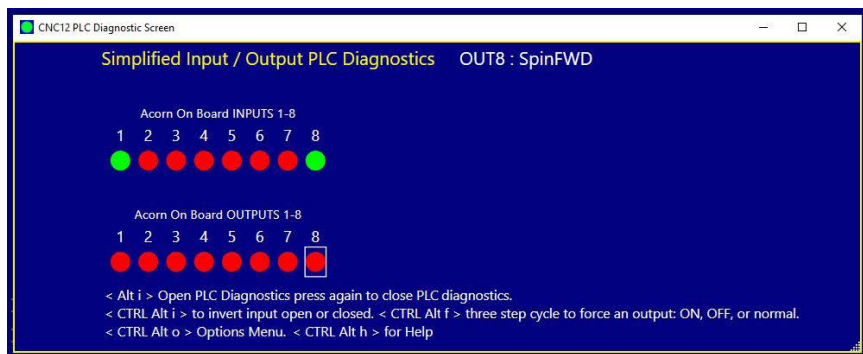 CNC12 PLC Diagnostic Screen
Simplified Input / Output PLC Diagnostics OUT8 : SpinFWD
Acorn On Board INPUTS 1-8
1 2 3 4 5 6 7 8
Acorn On Board OUTPUTS 1-8
1 2 3 4 5 6 7 8
< Alt i > Open PLC Diagnostics press again to close PLC diagnostics.
< CTRL Alt i > to invert input open or closed. < CTRL Alt f > three step cycle to force an output: ON, OFF, or normal.
< CTRL Alt o > Options Menu. < CTRL Alt h > for Help